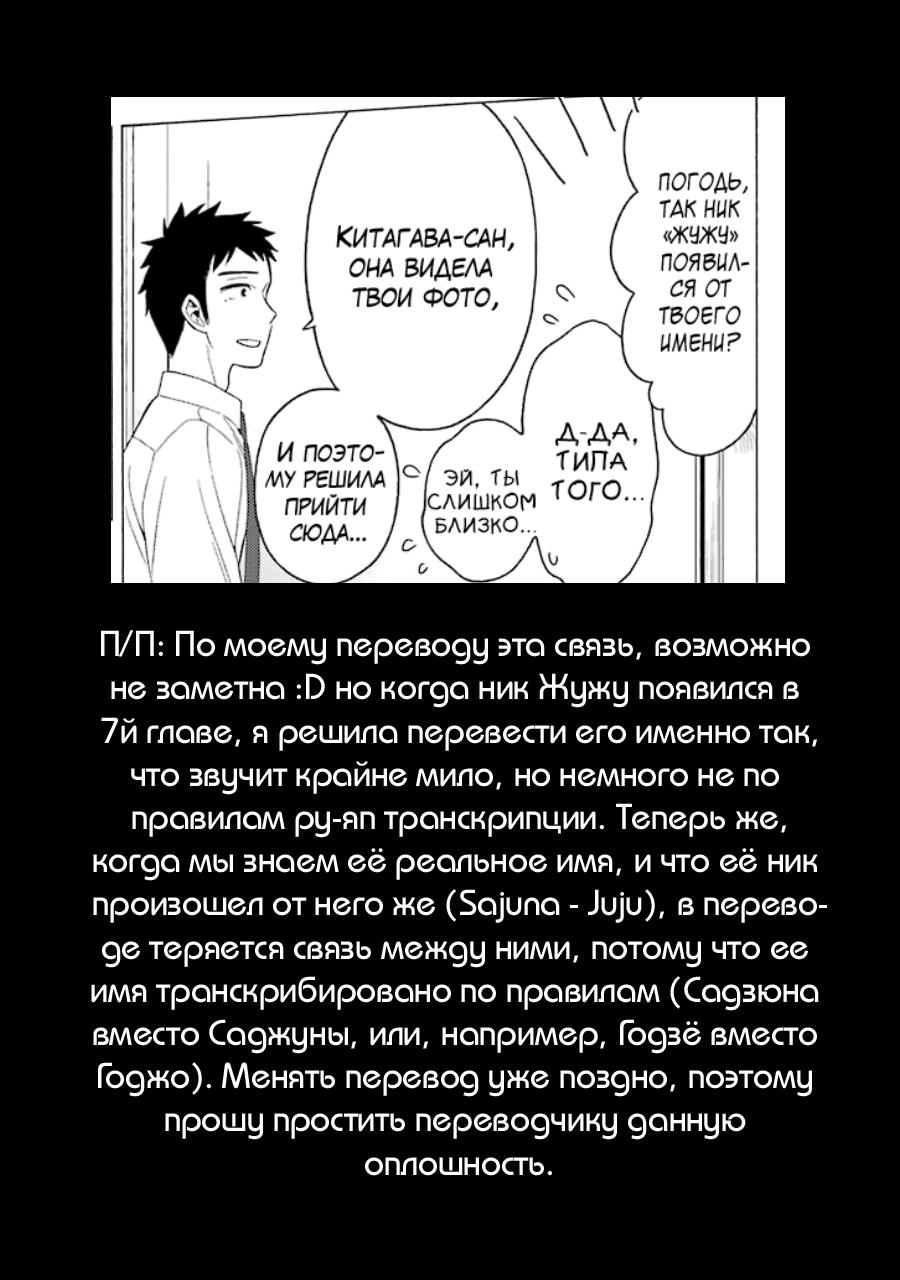 ПОГОДЬ,
ТАК НИК
«ЖУЖУ»
ПОЯВИЛ-
СЯ ОТ
ТВОЕГО
ИМЕНИ?
КИТАГАВА-САН,
ОНА ВИДЕЛА
ТВОИ ФОТО,
Д-ДА,
ТИПА
ТОГО...
ЭЙ, ТЫ
СЛИШКОМ
БЛИЗКО...
И ПОЭТО-
МУ РЕШИЛА
ПРИЙТИ
СЮДА...
П/П: По моему переводу эта связь, возможно
не заметна :D но когда ник Жужу появился в
7й главе, я решила перевести его именно так,
что звучит крайне мило, но немного не по
правилам ру-яп транскрипции. Теперь же,
когда мы знаем её реальное имя, и что её ник
произошел от него же (Sajuna - Juju), в перево-
де теряется связь между ними, потому что ее
имя транскрибировано по правилам (Садзюна
вместо Саджуны, или, например, Годзё вместо
Годжо). Менять перевод уже поздно, поэтому
прошу простить переводчику данную
оплошность.